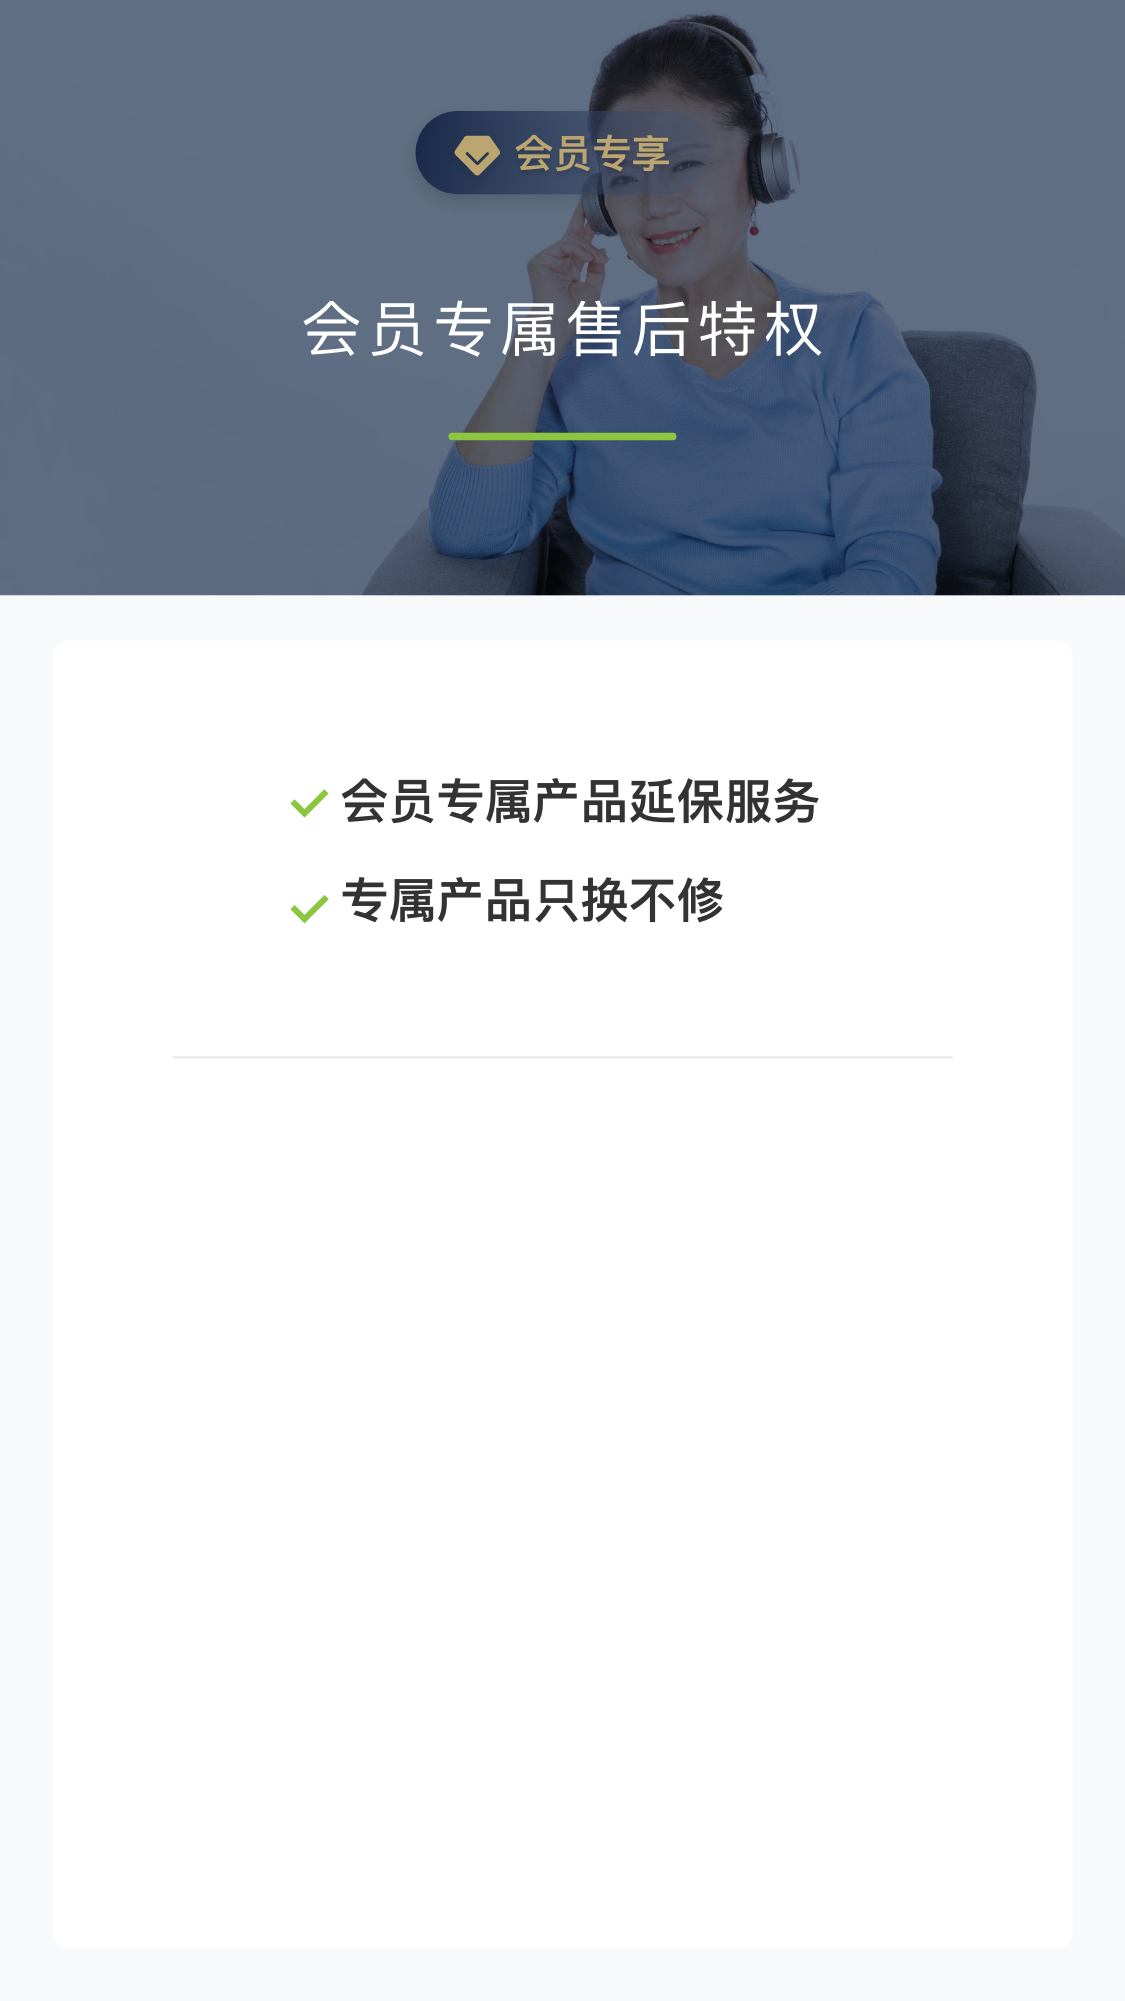 会员专享
会员专属售后特权
会员专属产品延保服务
专属产品只换不修